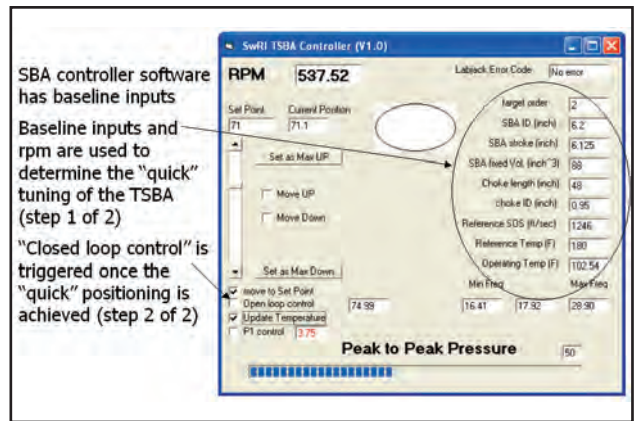 SwRI TSBA Controller (V1.0)
SBA controller software
has baseline inputs
Baseline inputs and
rpm are used to
determine the "quick"
tuning of the TSBA
(step 1 of 2)
"Closed loop control" is
triggered once the
"quick" positioning is
achieved (step 2 of 2)
RPM 537.52
Labjack Error Code No error
Set Point Current Position
71 71.1
Set as Max UP
Move UP
Move Down
Set as Max Down
move to Set Point
Open loop control 74.99
Update Temperature
P1 control 3.75
target order 2
SBA ID (inch) 6.2
SBA stroke (inch) 6.125
SBA fixed Vol. (inch^3) 88
Choke length (inch) 48
choke ID (inch) 0.95
Reference SOS (ft/sec) 1246
Reference Temp (F) 180
Operating Temp (F) 102.54
Min Freq Max Freq
16.41 17.92 28.90
Peak to Peak Pressure 50